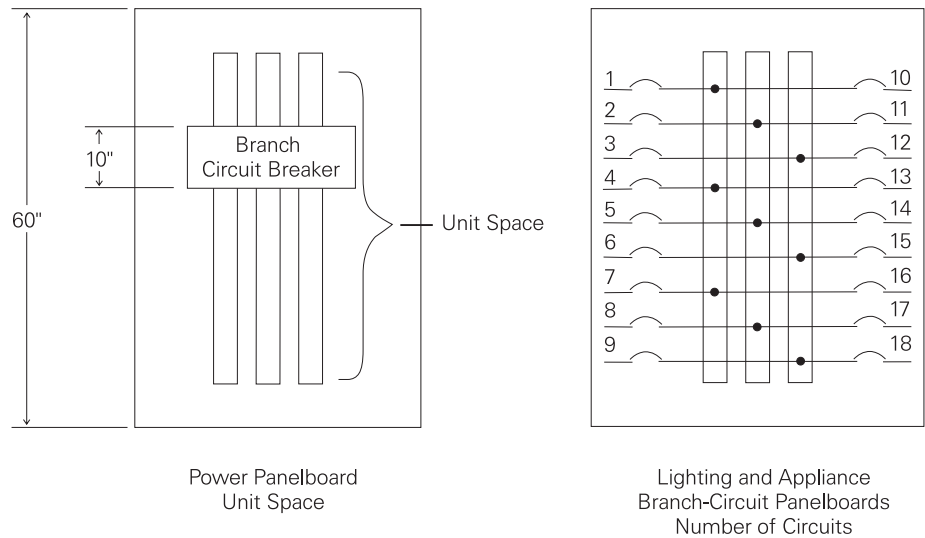 60"
10"
Branch
Circuit Breaker
Unit Space
Power Panelboard
Unit Space
1
10
2
11
3
12
4
13
5
14
6
15
7
16
8
17
9
18
Lighting and Appliance
Branch-Circuit Panelboards
Number of Circuits